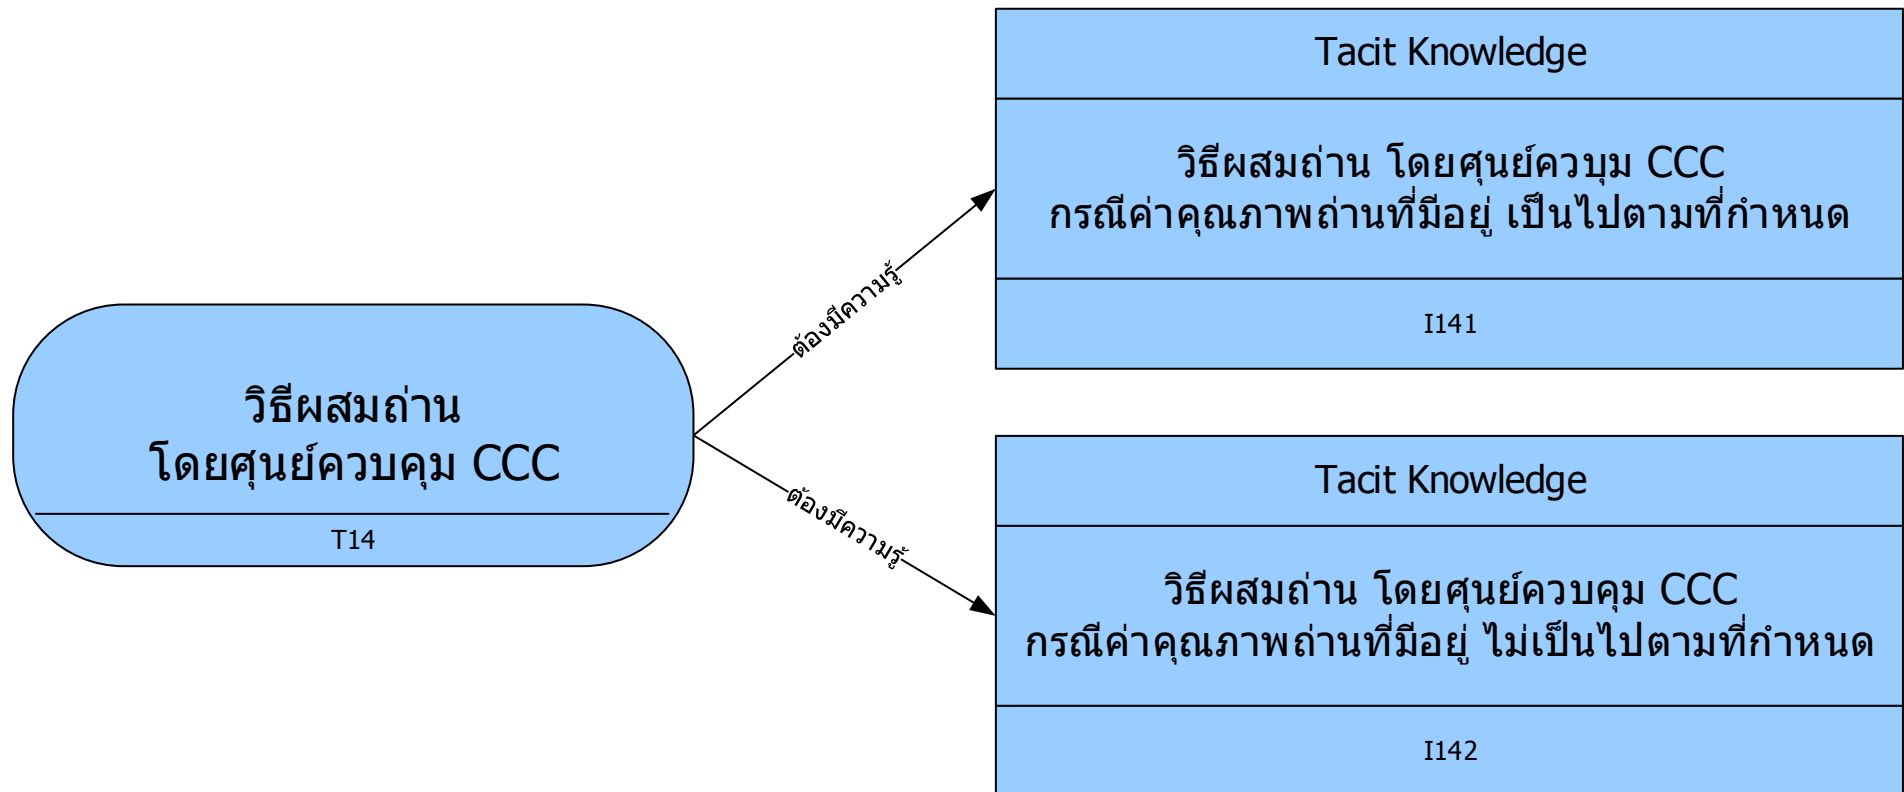 วิธีผสมถ่าน
โดยศุนย์ควบคุม CCC
T14
ต้องมีความรู้
Tacit Knowledge
วิธีผสมถ่าน โดยศุนย์ควบุม CCC
กรณีค่าคุณภาพถ่านที่มีอยู่ เป็นไปตามที่กำหนด
I141
ต้องมีความรู้
Tacit Knowledge
วิธีผสมถ่าน โดยศุนย์ควบคุม CCC
กรณีค่าคุณภาพถ่านที่มีอยู่ ไม่เป็นไปตามที่กำหนด
I142